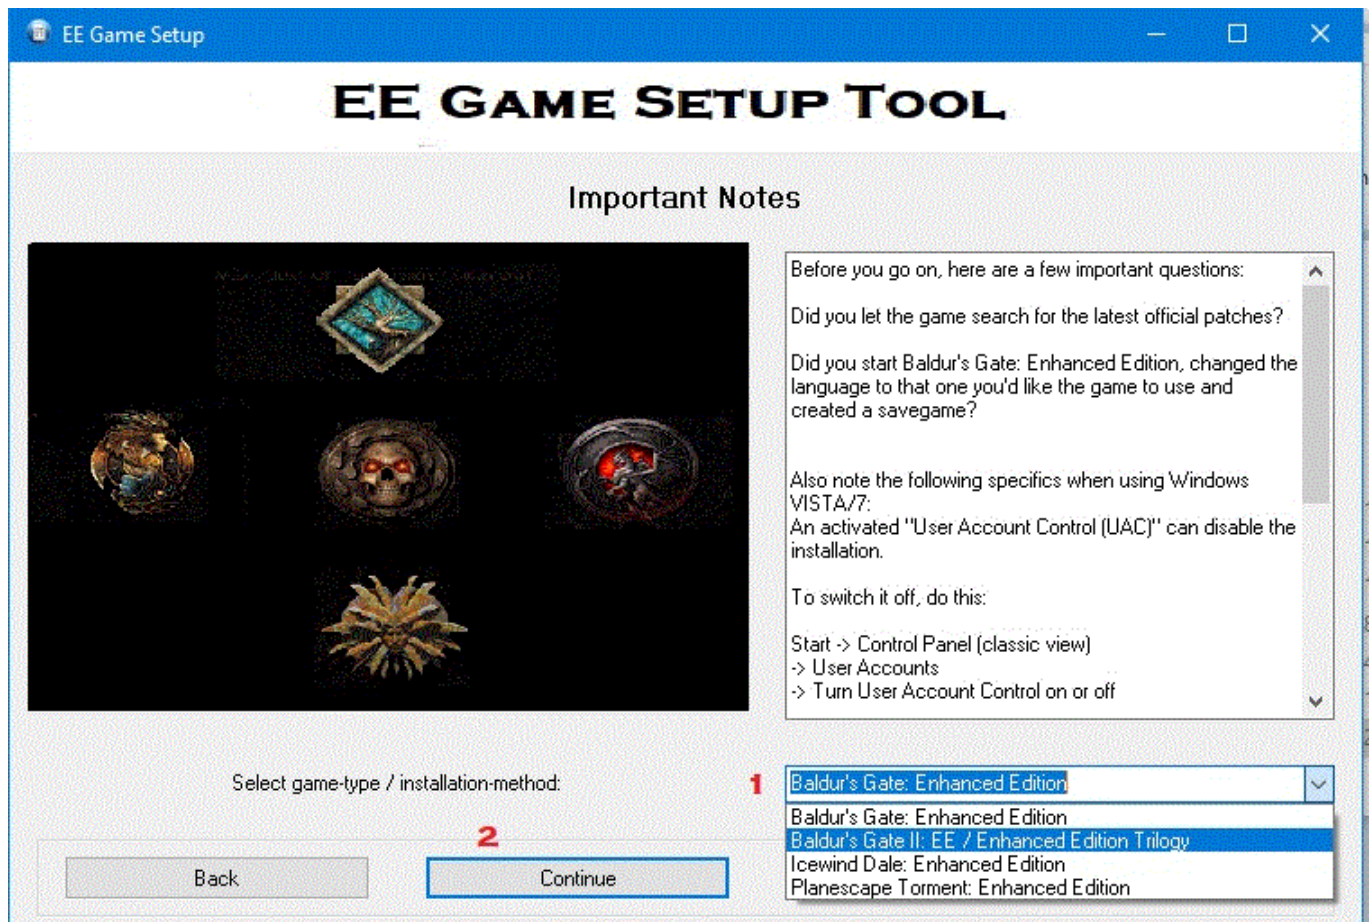 EE Game Setup
EE GAME SETUP TOOL
Important Notes
Before you go on, here are a few important questions:
Did you let the game search for the latest official patches?
Did you start Baldur's Gate: Enhanced Edition, changed the
language to that one you'd like the game to use and
created a savegame?
Also note the following specifics when using Windows
VISTA/7:
An activated "User Account Control (UAC)" can disable the
installation.
To switch it off, do this:
Start -> Control Panel (classic view)
-> User Accounts
-> Turn User Account Control on or off
Select game-type / installation-method:
1
Baldur's Gate: Enhanced Edition
Baldur's Gate: Enhanced Edition
Baldur's Gate II: EE / Enhanced Edition Trilogy
Icewind Dale: Enhanced Edition
Planescape Torment: Enhanced Edition
2
Back
Continue